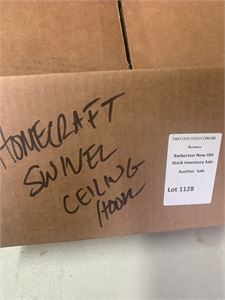 HOMECRAFT
SWIVEL
CEILING
HOOK
TWO OLD SOULS ONLINE
Auctions
Barberton New Old
Stock Inventory Sale
Auction Sale
Lot 1128